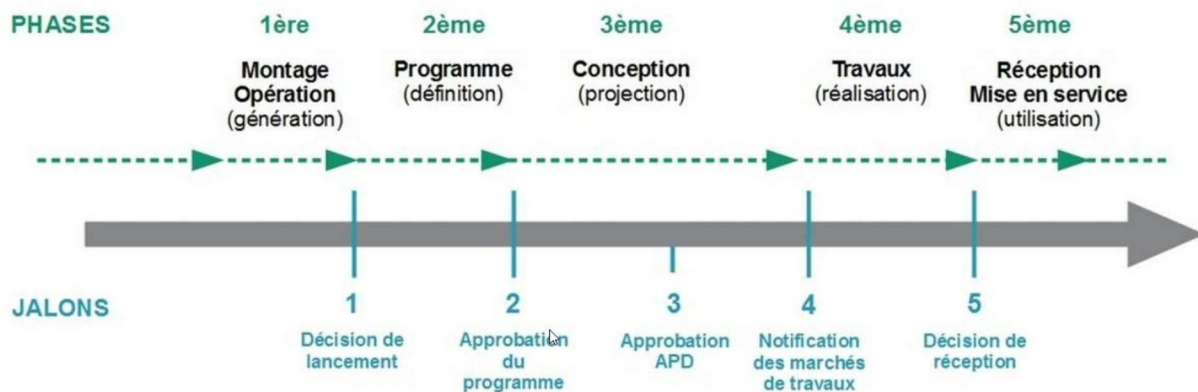 PHASES 1ère 2ème 3ème 4ème 5ème
Montage
Opération
(génération)
Programme
(définition)
Conception
(projection)
Travaux
(réalisation)
Réception
Mise en service
(utilisation)
JALONS 1 2 3 4 5
Décision de
lancement
Approbation
du
programme
Approbation
APD
Notification
des marchés
de travaux
Décision de
réception